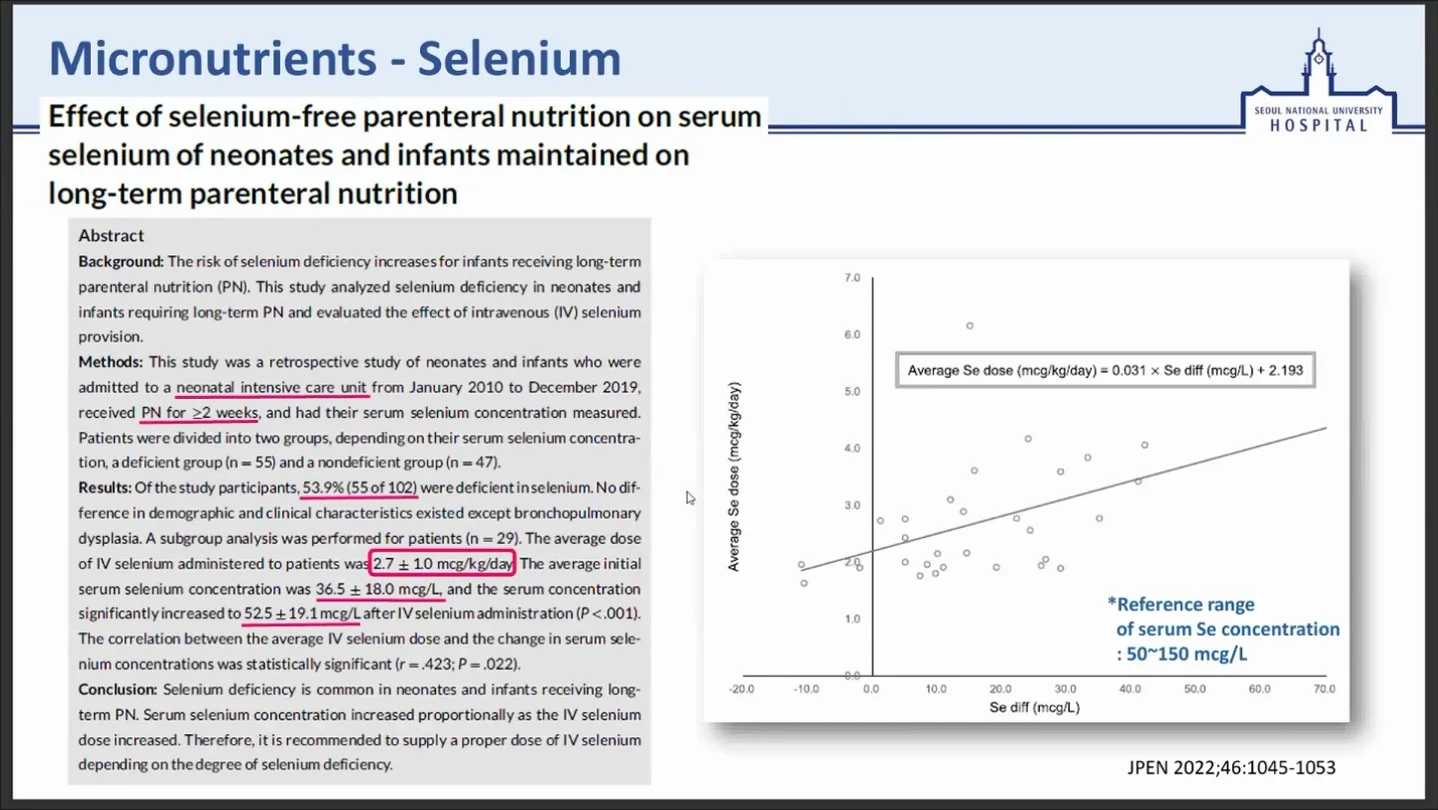 Micronutrients - Selenium
SEOUL NATIONAL UNIVERSITY
HOSPITAL
Effect of selenium-free parenteral nutrition on serum
selenium of neonates and infants maintained on
long-term parenteral nutrition
Abstract
Background: The risk of selenium deficiency increases for infants receiving long-term
parenteral nutrition (PN). This study analyzed selenium deficiency in neonates and
infants requiring long-term PN and evaluated the effect of intravenous (IV) selenium
provision.
Methods: This study was a retrospective study of neonates and infants who were
admitted to a neonatal intensive care unit from January 2010 to December 2019,
received PN for ≥2 weeks, and had their serum selenium concentration measured.
Patients were divided into two groups, depending on their serum selenium concentra-
tion, a deficient group (n = 55) and a nondeficient group (n = 47).
Results: Of the study participants, 53.9% (55 of 102) were deficient in selenium. No dif-
ference in demographic and clinical characteristics existed except bronchopulmonary
dysplasia. A subgroup analysis was performed for patients (n = 29). The average dose
of IV selenium administered to patients was 2.7 ± 1.0 mcg/kg/day. The average initial
serum selenium concentration was 36.5 ± 18.0 mcg/L, and the serum concentration
significantly increased to 52.5 ± 19.1 mcg/L after IV selenium administration (P < .001).
The correlation between the average IV selenium dose and the change in serum sele-
nium concentrations was statistically significant (r = .423; P = .022).
Conclusion: Selenium deficiency is common in neonates and infants receiving long-
term PN. Serum selenium concentration increased proportionally as the IV selenium
dose increased. Therefore, it is recommended to supply a proper dose of IV selenium
depending on the degree of selenium deficiency.
7.0
6.0
5.0
4.0
3.0
2.0
1.0
0.0
Average Se dose (mcg/kg/day)
Average Se dose (mcg/kg/day) = 0.031 × Se diff (mcg/L) + 2.193
*Reference range
of serum Se concentration
: 50~150 mcg/L
-20.0 -10.0 0.0 10.0 20.0 30.0 40.0 50.0 60.0 70.0
Se diff (mcg/L)
JPEN 2022;46:1045-1053